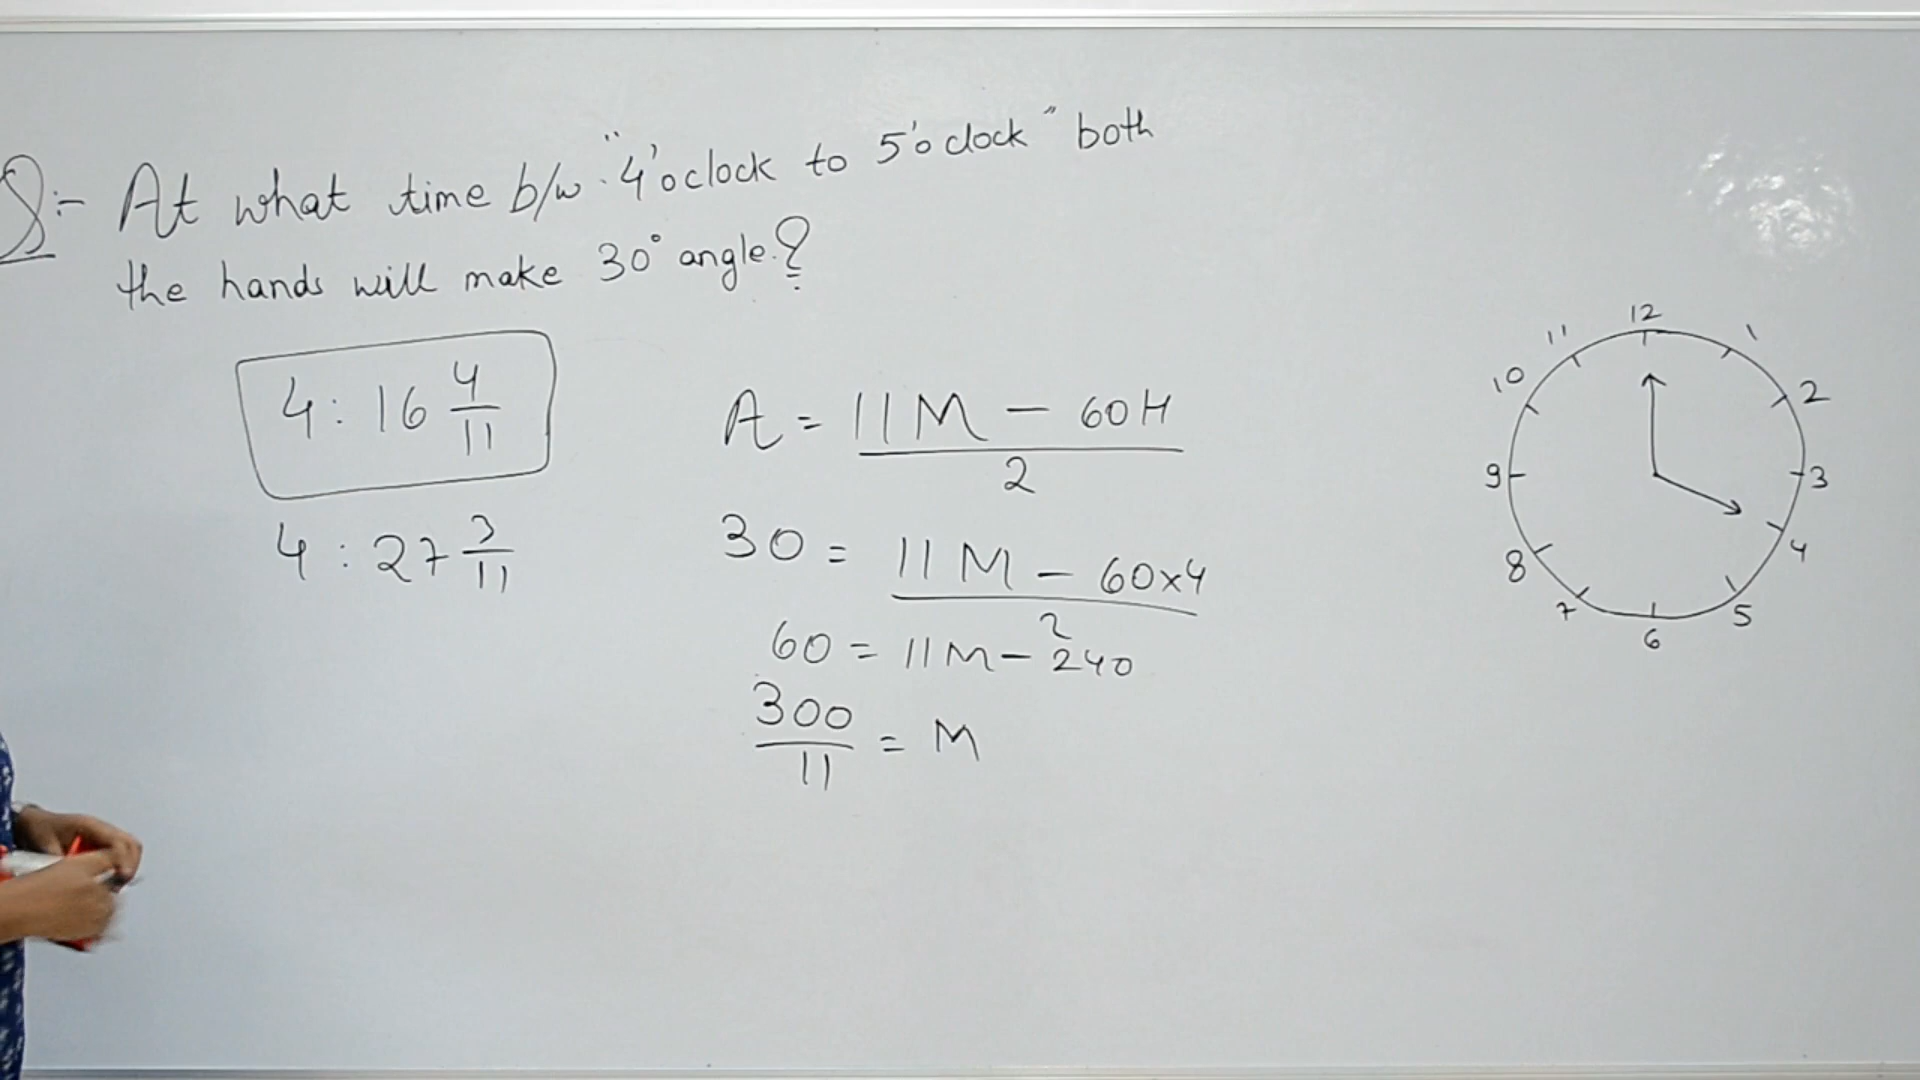 Q:- At what time b/w "4'oclock to 5'oclock" both
the hands will make 30° angle.?
4 : 16 4/11
4 : 27 3/11
A = 11M - 60H
2
30 = 11M - 60×4
2
60 = 11M - 240
300/11 = M
12
1
2
3
4
5
6
7
8
9
10
11